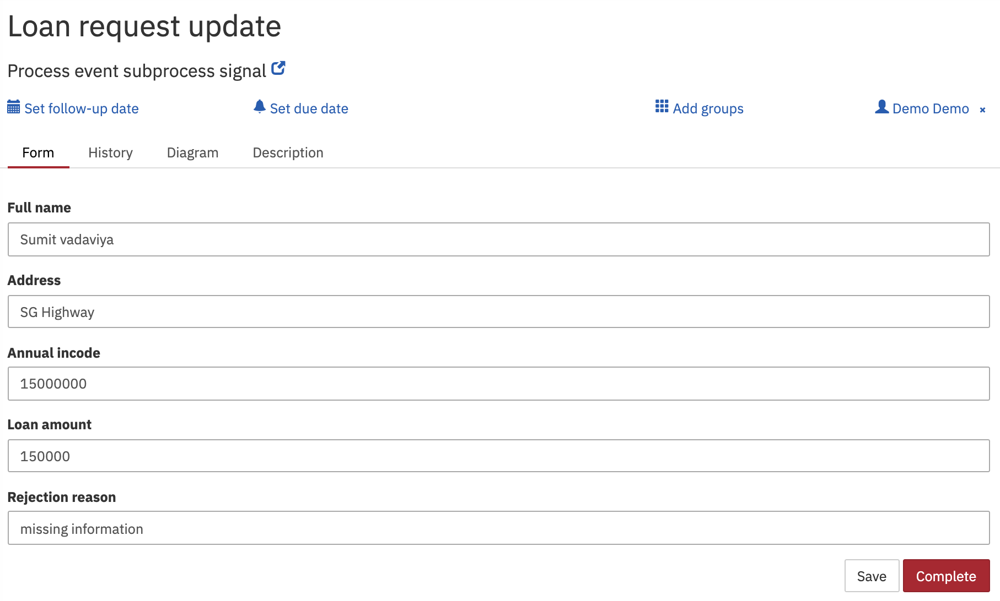 Loan request update
Process event subprocess signal
Set follow-up date Set due date Add groups Demo Demo ×
Form History Diagram Description
Full name
Sumit vadaviya
Address
SG Highway
Annual incode
15000000
Loan amount
150000
Rejection reason
missing information
Save Complete